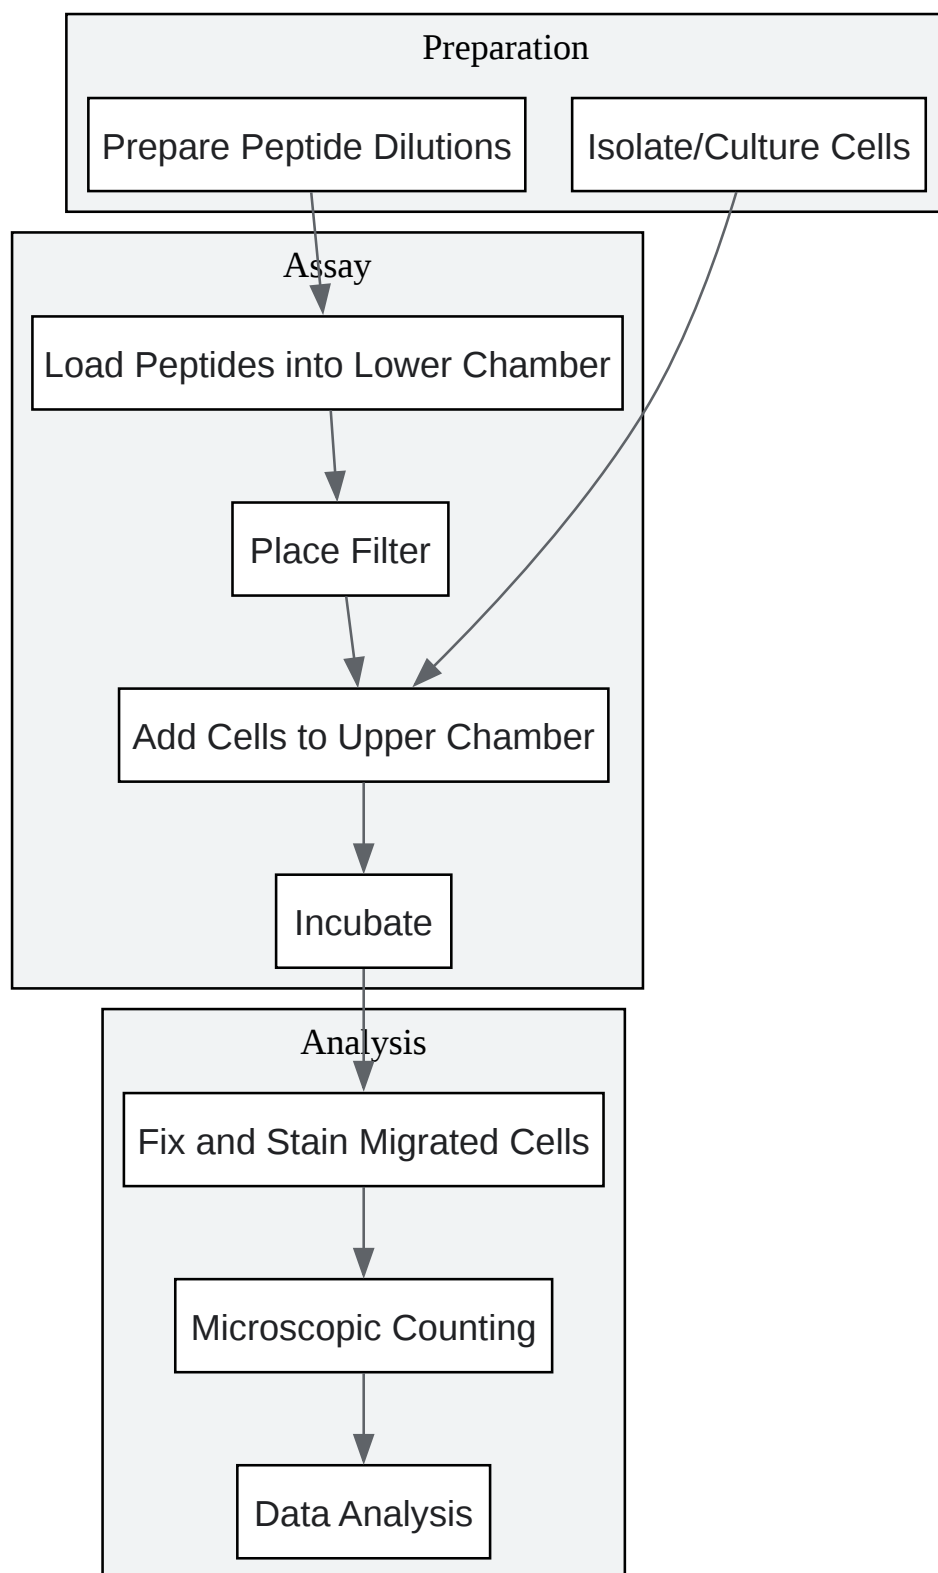 Preparation
Prepare Peptide Dilutions
Isolate/Culture Cells
Assay
Load Peptides into Lower Chamber
Place Filter
Add Cells to Upper Chamber
Incubate
Analysis
Fix and Stain Migrated Cells
Microscopic Counting
Data Analysis